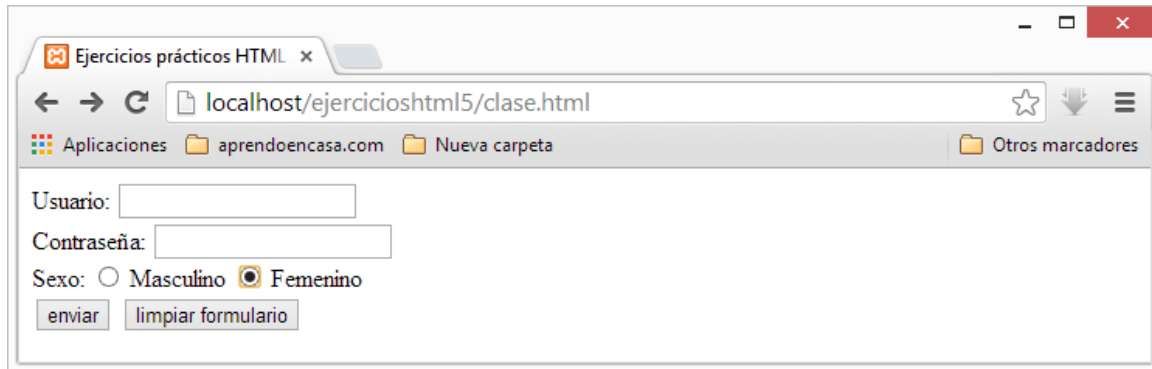 Ejercicios prácticos HTML
localhost/ejercicioshtml5/clase.html
Aplicaciones aprendoencasa.com Nueva carpeta Otros marcadores
Usuario:
Contraseña:
Sexo: Masculino Femenino
enviar limpiar formulario